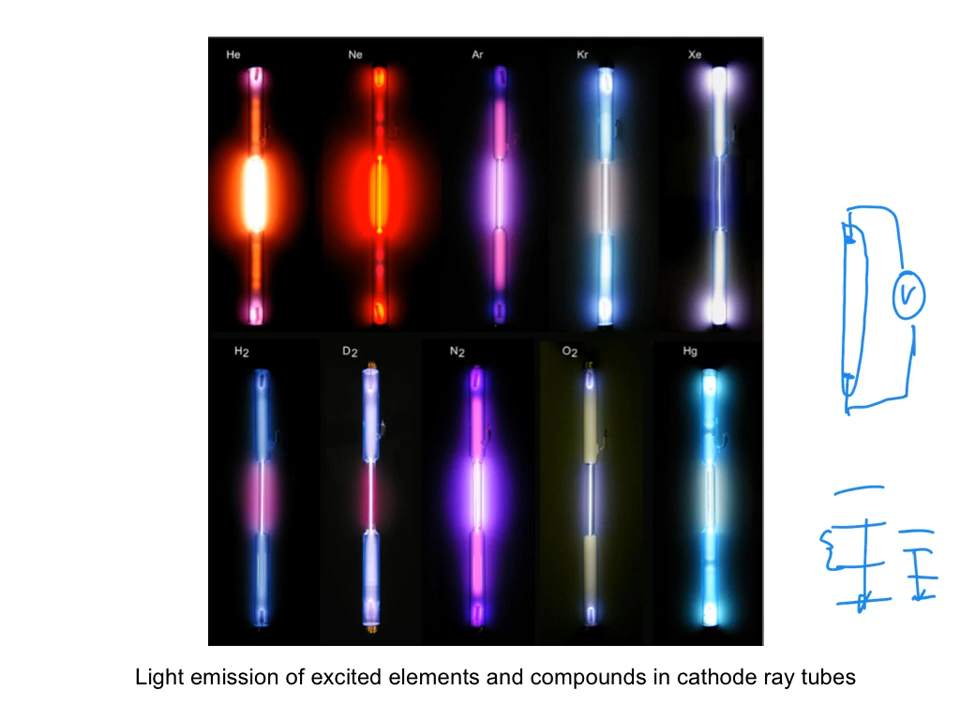 He Ne Ar Kr Xe
H2 D2 N2 O2 Hg
V
Light emission of excited elements and compounds in cathode ray tubes